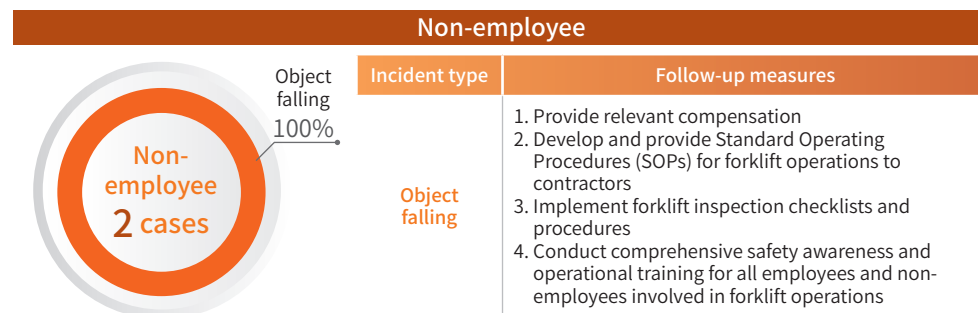 Non-employee
Object
falling
100%
Non-
employee
2 cases
Incident type
Follow-up measures
Object
falling
1. Provide relevant compensation
2. Develop and provide Standard Operating
Procedures (SOPs) for forklift operations to
contractors
3. Implement forklift inspection checklists and
procedures
4. Conduct comprehensive safety awareness and
operational training for all employees and non-
employees involved in forklift operations